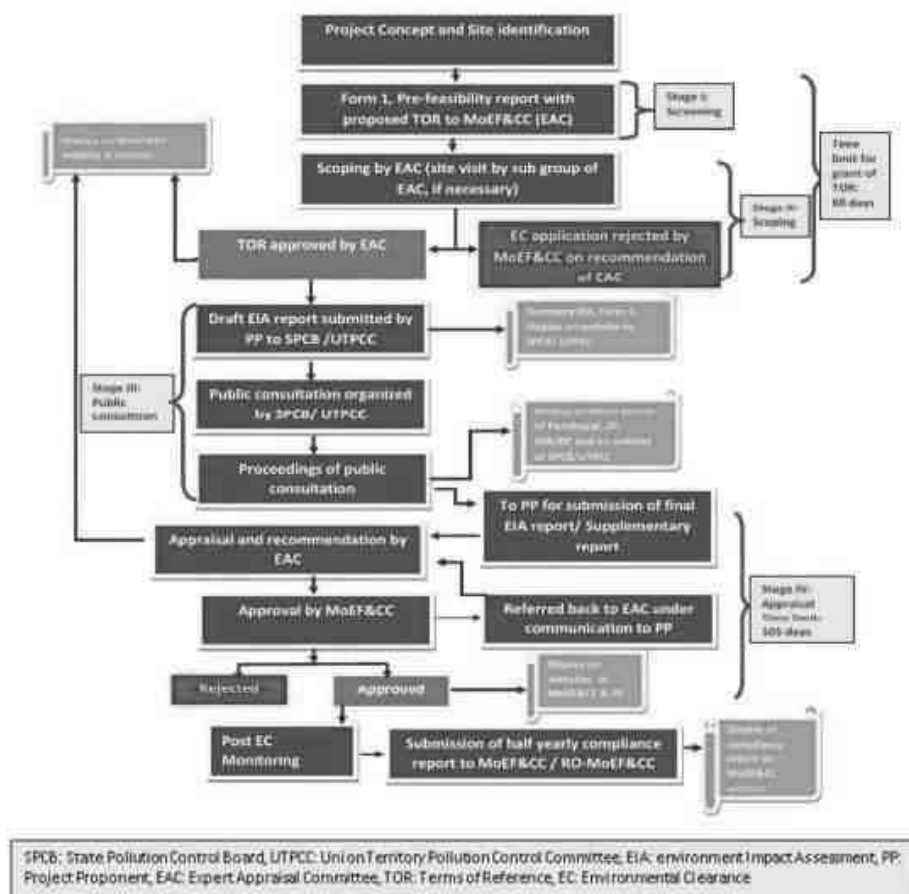 Project Concept and Site identification
Form 1, Pre-feasibility report with
proposed TOR to MoEF&CC (EAC)
Stage I:
Screening
Scoping by EAC (site visit by sub group of
EAC, if necessary)
Time
limit for
grant of
TOR:
60 days
Stage II:
Scoping
TOR approved by EAC
EC application rejected by
MoEF&CC on recommendation
of EAC
Draft EIA report submitted
by PP to SPCB /UTPCC
Stage III:
Public
consultation
Public consultation organized
by SPCB/ UTPCC
Proceedings of public
consultation
To PP for submission of final
EIA report/ Supplementary
report
Appraisal and recommendation by
EAC
Stage IV:
Appraisal
105 days
Approval by MoEF&CC
Referred back to EAC under
communication to PP
Rejected
Approved
Post EC
Monitoring
Submission of half yearly compliance
report to MoEF&CC / RO-MoEF&CC
SPCB: State Pollution Control Board, UTPCC: Union Territory Pollution Control Committee, EIA: environment Impact Assessment, PP:
Project Proponent, EAC: Expert Appraisal Committee, TOR: Terms of Reference, EC: Environmental Clearance